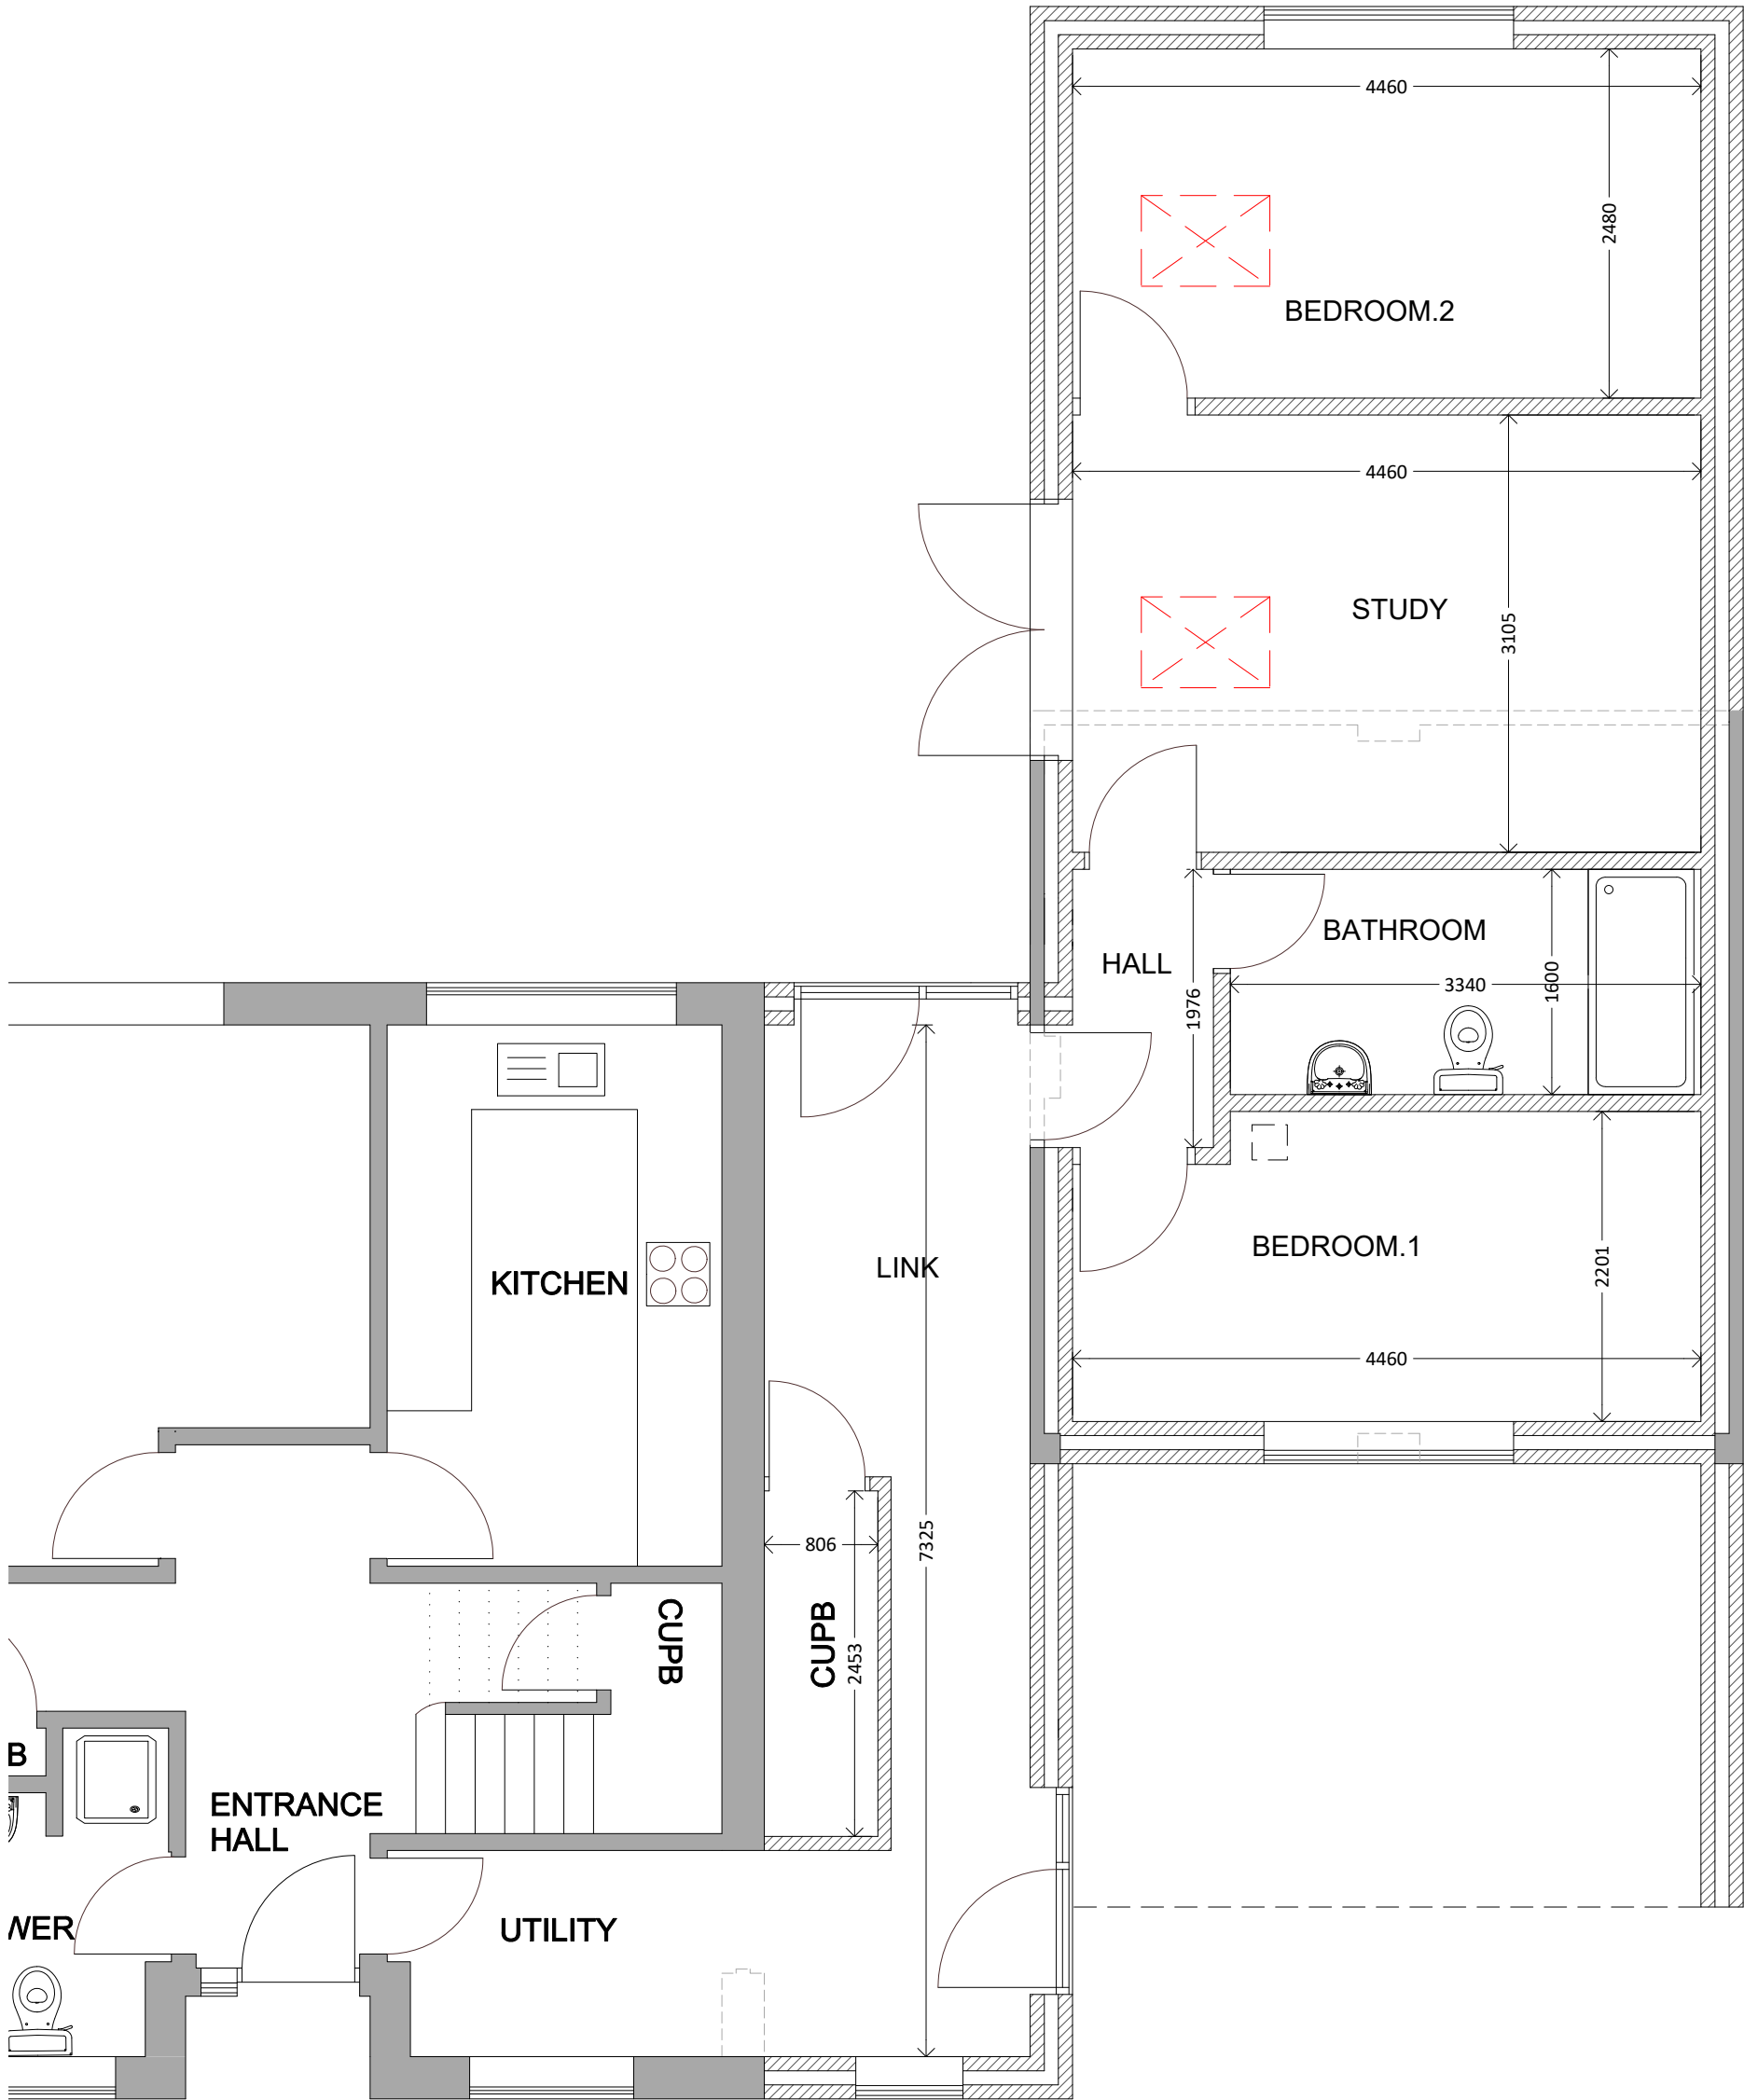 4460
2480
BEDROOM.2
4460
STUDY
3105
BATHROOM
HALL
3340
1600
1976
BEDROOM.1
2201
4460
LINK
KITCHEN
7325
806
CUPB
CUPB
2453
B
ENTRANCE
HALL
WER
UTILITY